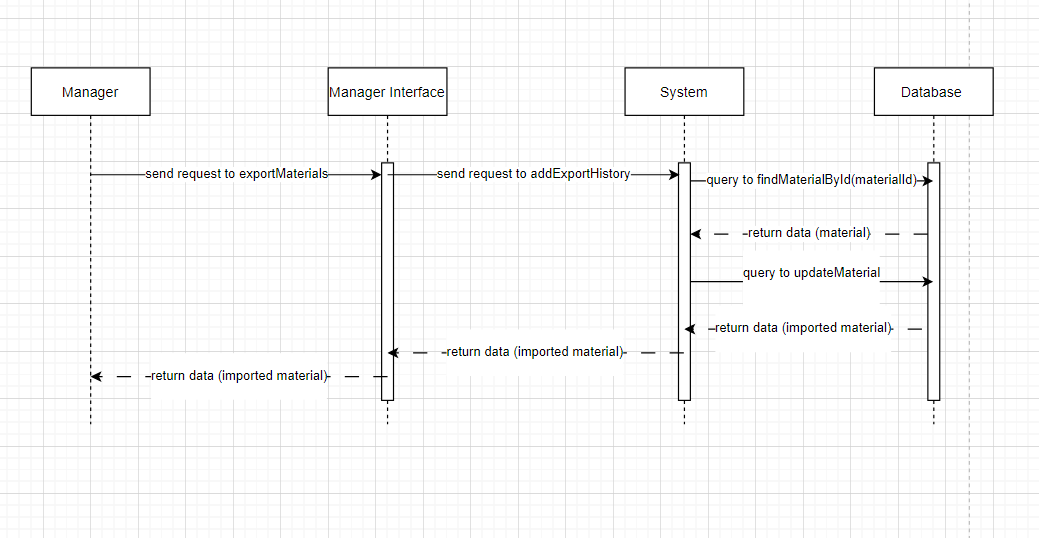 Manager
Manager Interface
System
Database
send request to exportMaterials
send request to addExportHistory
query to findMaterialById(materialId)
return data (material)
query to updateMaterial
return data (imported material)
return data (imported material)
return data (imported material)